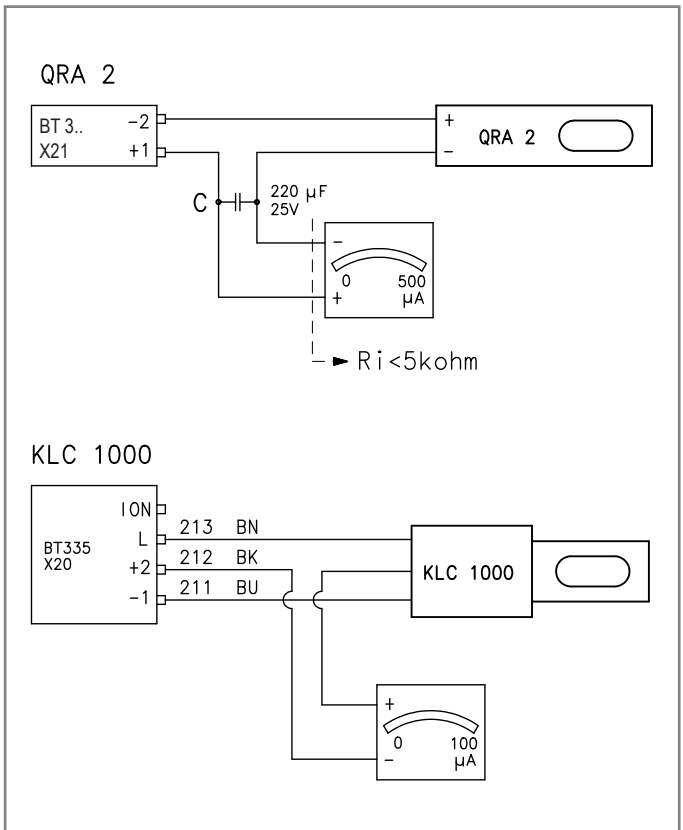 QRA 2
BT 3..
X21
-2
+1
+
-
QRA 2
C
220 µF
25V
-
0 500
+ µA
Ri<5kohm
KLC 1000
BT335
X20
ION
L
+2
-1
213 BN
212 BK
211 BU
KLC 1000
+
0 100
- µA